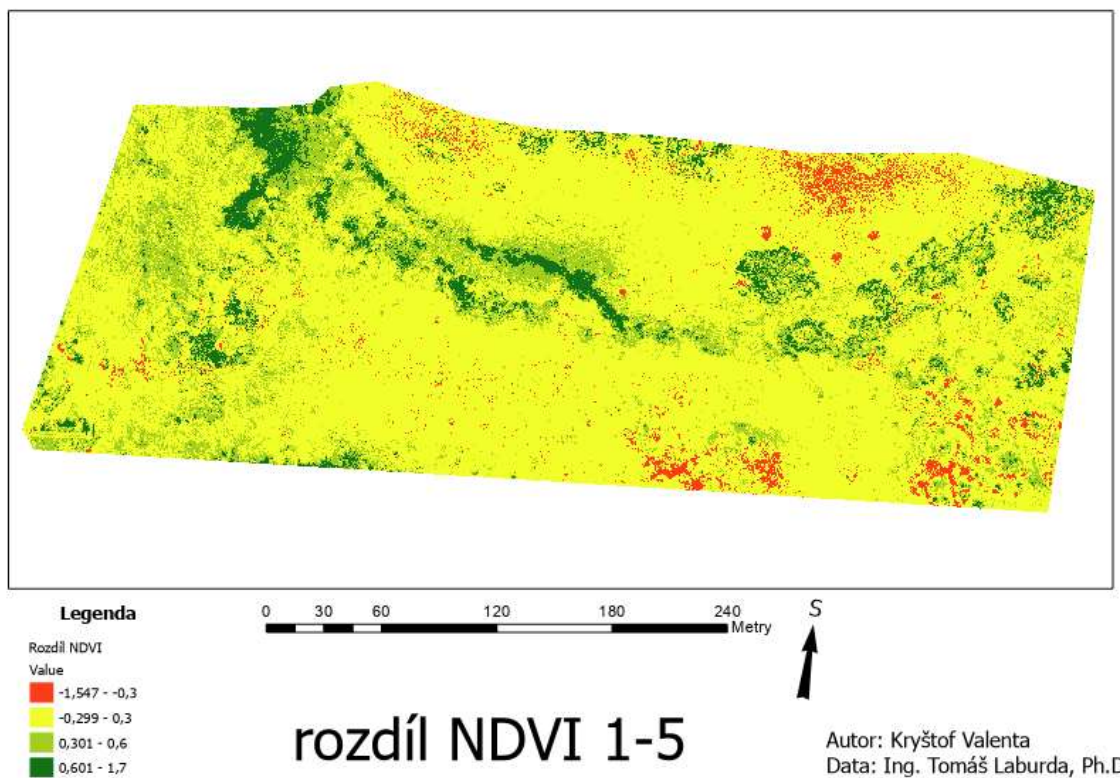 Legenda
Rozdíl NDVI
Value
-1,547 - -0,3
-0,299 - 0,3
0,301 - 0,6
0,601 - 1,7
0 30 60 120 180 240
Metry
S
rozdíl NDVI 1-5
Autor: Kryštof Valenta
Data: Ing. Tomáš Laburda, Ph.D